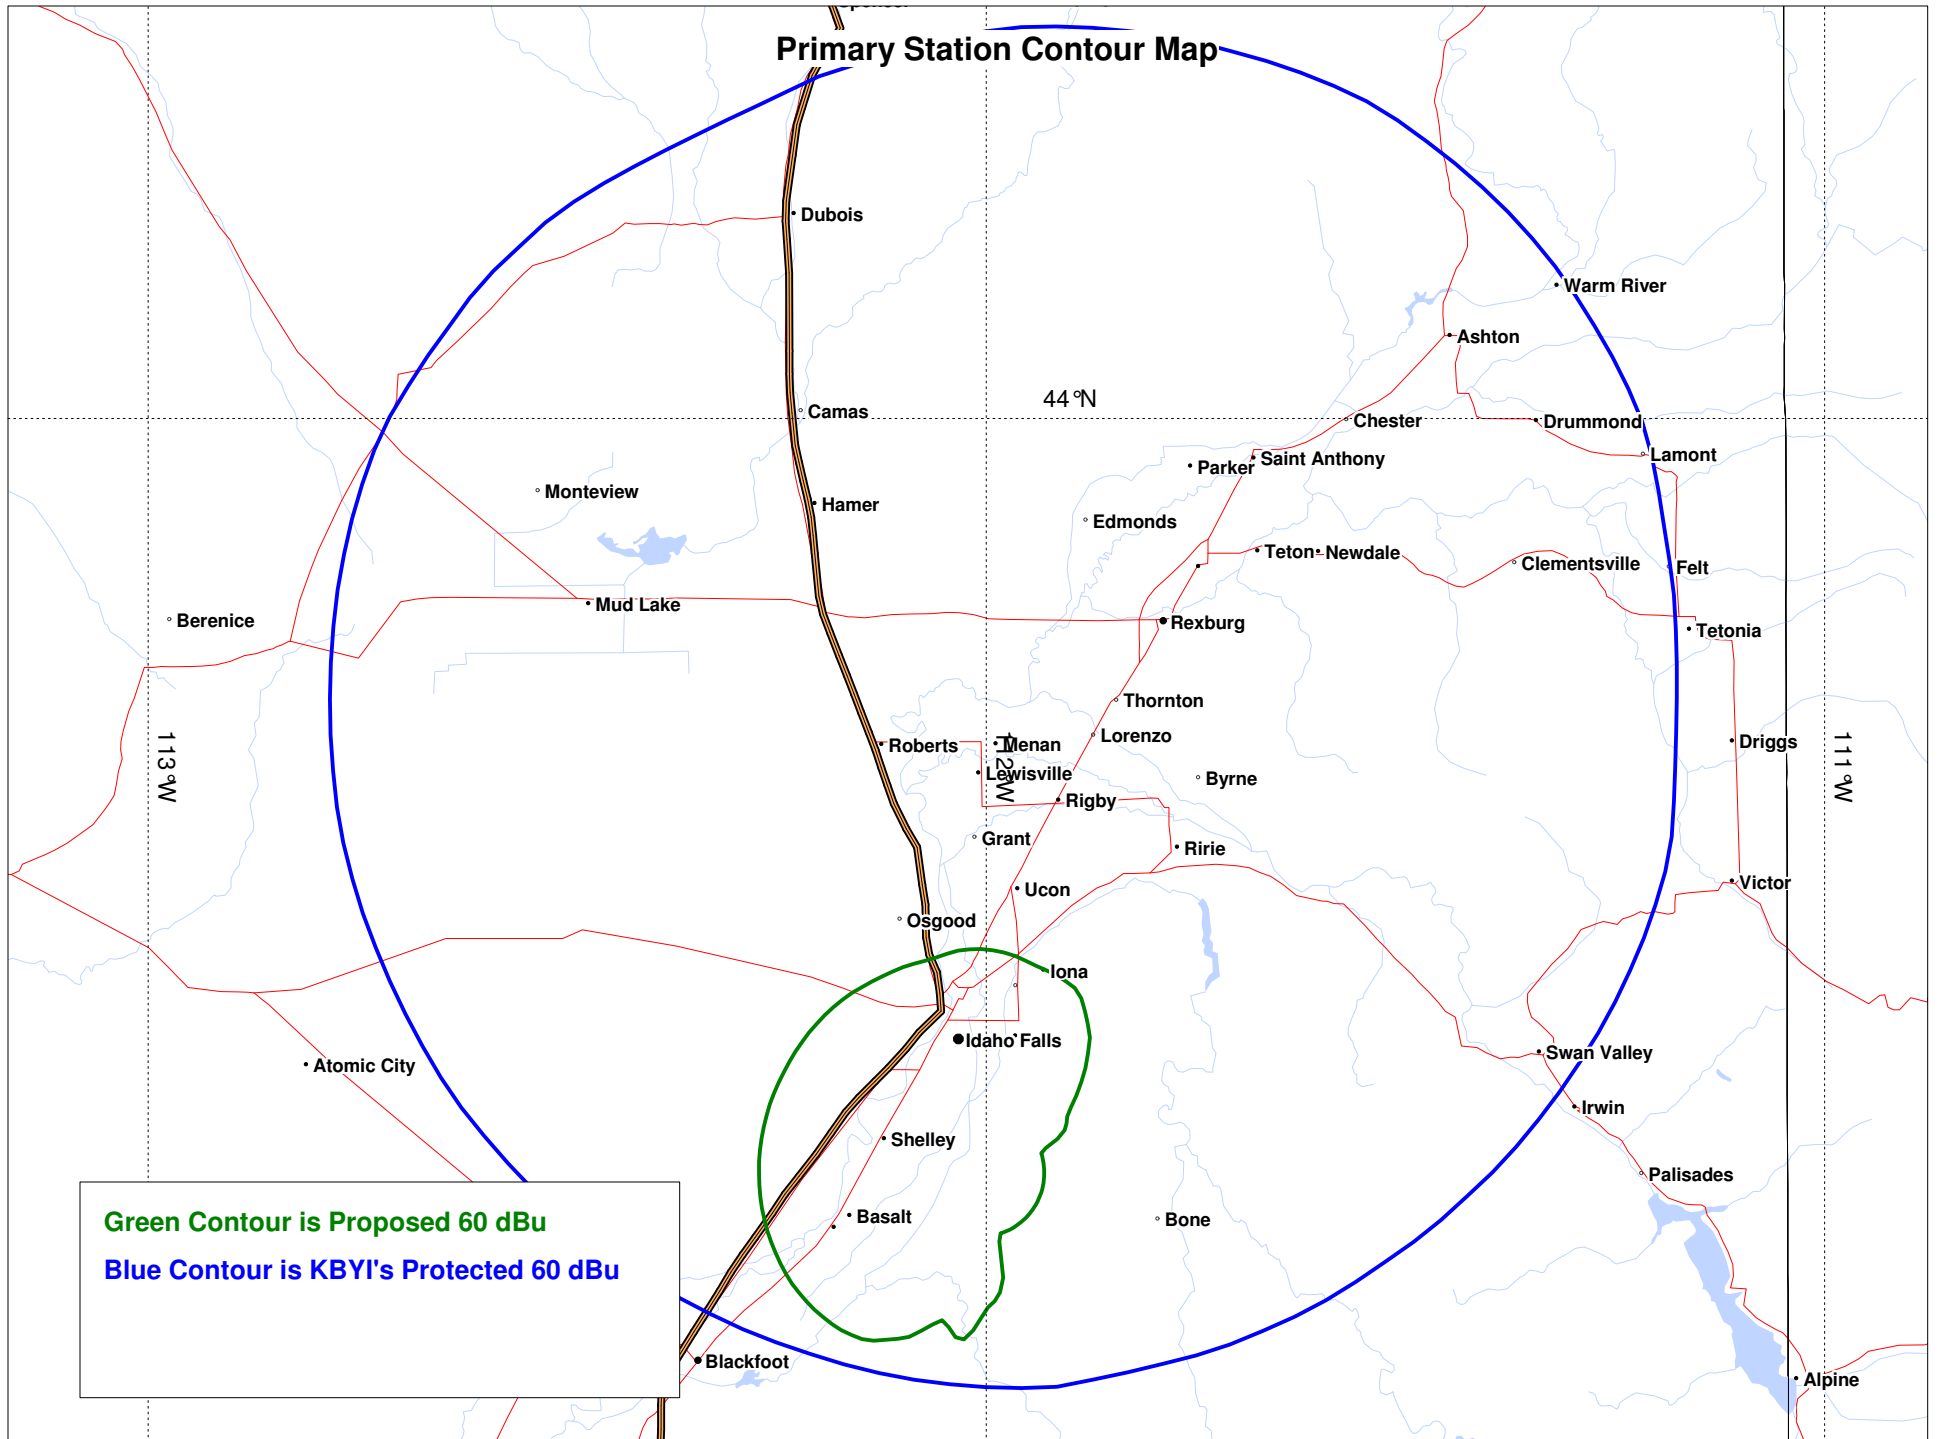 Spencer
Primary Station Contour Map
Dubois
Warm River
Ashton
44°N
Camas
Chester
Drummond
Lamont
Parker
Saint Anthony
Monteview
Hamer
Edmonds
Teton
Newdale
Clementsville
Felt
Mud Lake
Berenice
Rexburg
Tetonia
Thornton
113°W
Roberts
Menan
112°W
Lorenzo
Driggs
111°W
Lewisville
Byrne
Rigby
Grant
Ririe
Ucon
Victor
Osgood
Iona
Idaho Falls
Swan Valley
Atomic City
Irwin
Shelley
Palisades
Basalt
Bone
Green Contour is Proposed 60 dBu
Blue Contour is KBYI's Protected 60 dBu
Blackfoot
Alpine